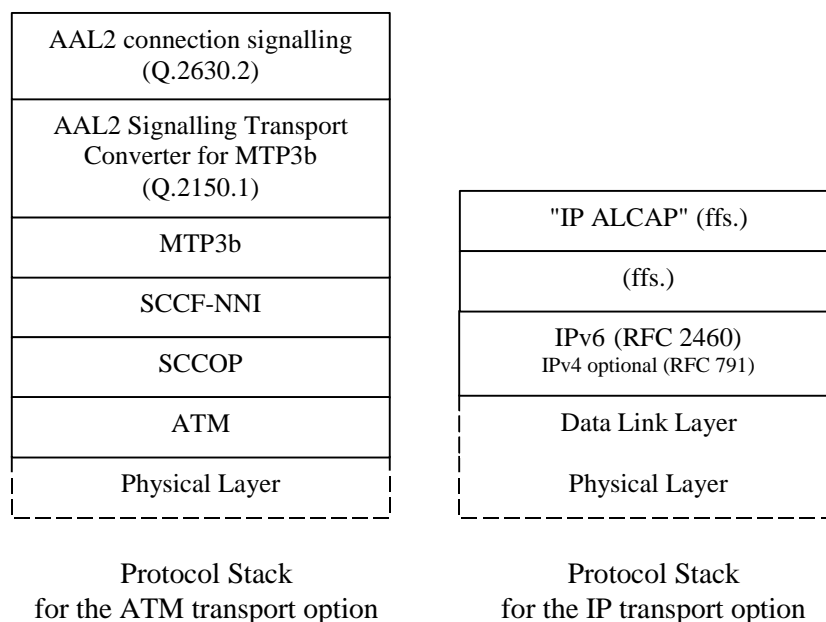 AAL2 connection signalling
(Q.2630.2)
AAL2 Signalling Transport
Converter for MTP3b
(Q.2150.1)
MTP3b
SCCF-NNI
SCCOP
ATM
Physical Layer
Protocol Stack
for the ATM transport option
"IP ALCAP" (ffs.)
(ffs.)
IPv6 (RFC 2460)
IPv4 optional (RFC 791)
Data Link Layer
Physical Layer
Protocol Stack
for the IP transport option